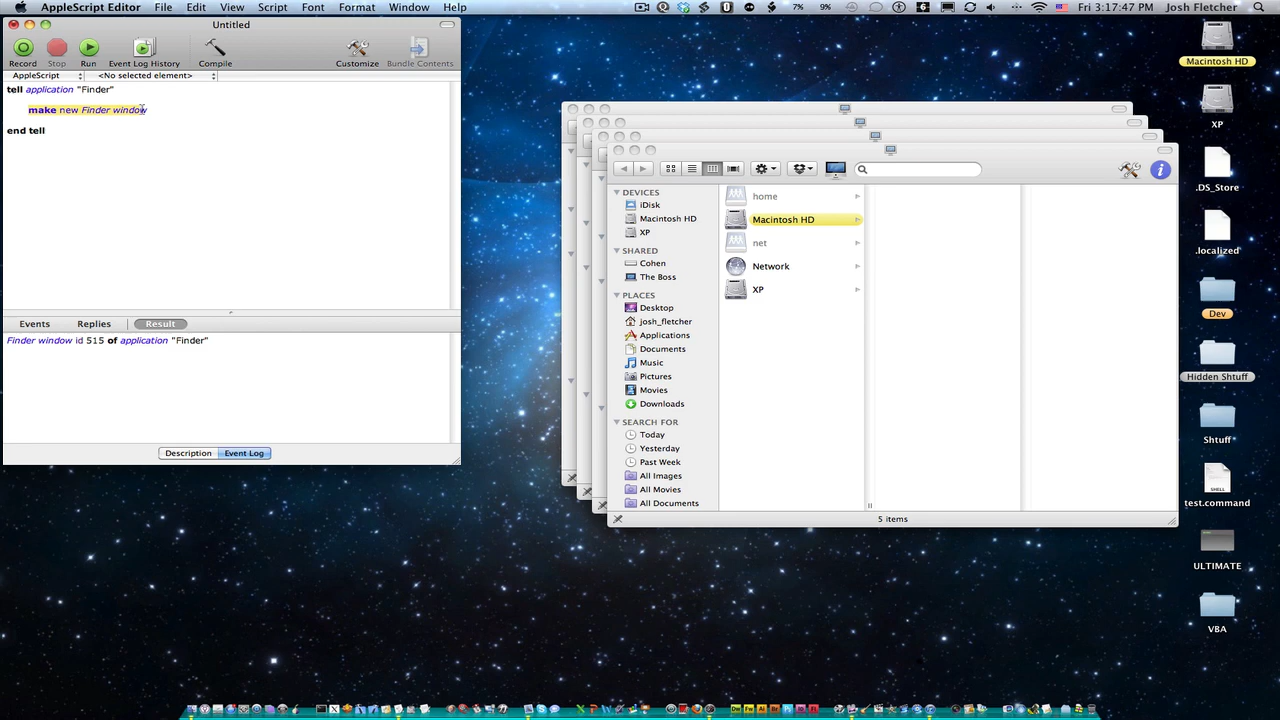 AppleScript Editor File Edit View Script Font Format Window Help
7% 9% Fri 3:17:47 PM Josh Fletcher
Untitled
Record Stop Run Event Log History Compile Customize Bundle Contents
AppleScript <No selected element>
tell application "Finder"
make new Finder window
end tell
Events Replies Result
Finder window id 515 of application "Finder"
Description Event Log
DEVICES
iDisk
Macintosh HD
XP
SHARED
Cohen
The Boss
PLACES
Desktop
josh_fletcher
Applications
Documents
Music
Pictures
Movies
Downloads
SEARCH FOR
Today
Yesterday
Past Week
All Images
All Movies
All Documents
home
Macintosh HD
net
Network
XP
5 items
Macintosh HD
XP
.DS_Store
.localized
Dev
Hidden Shtuff
Shtuff
SHELL
test.command
ULTIMATE
VBA